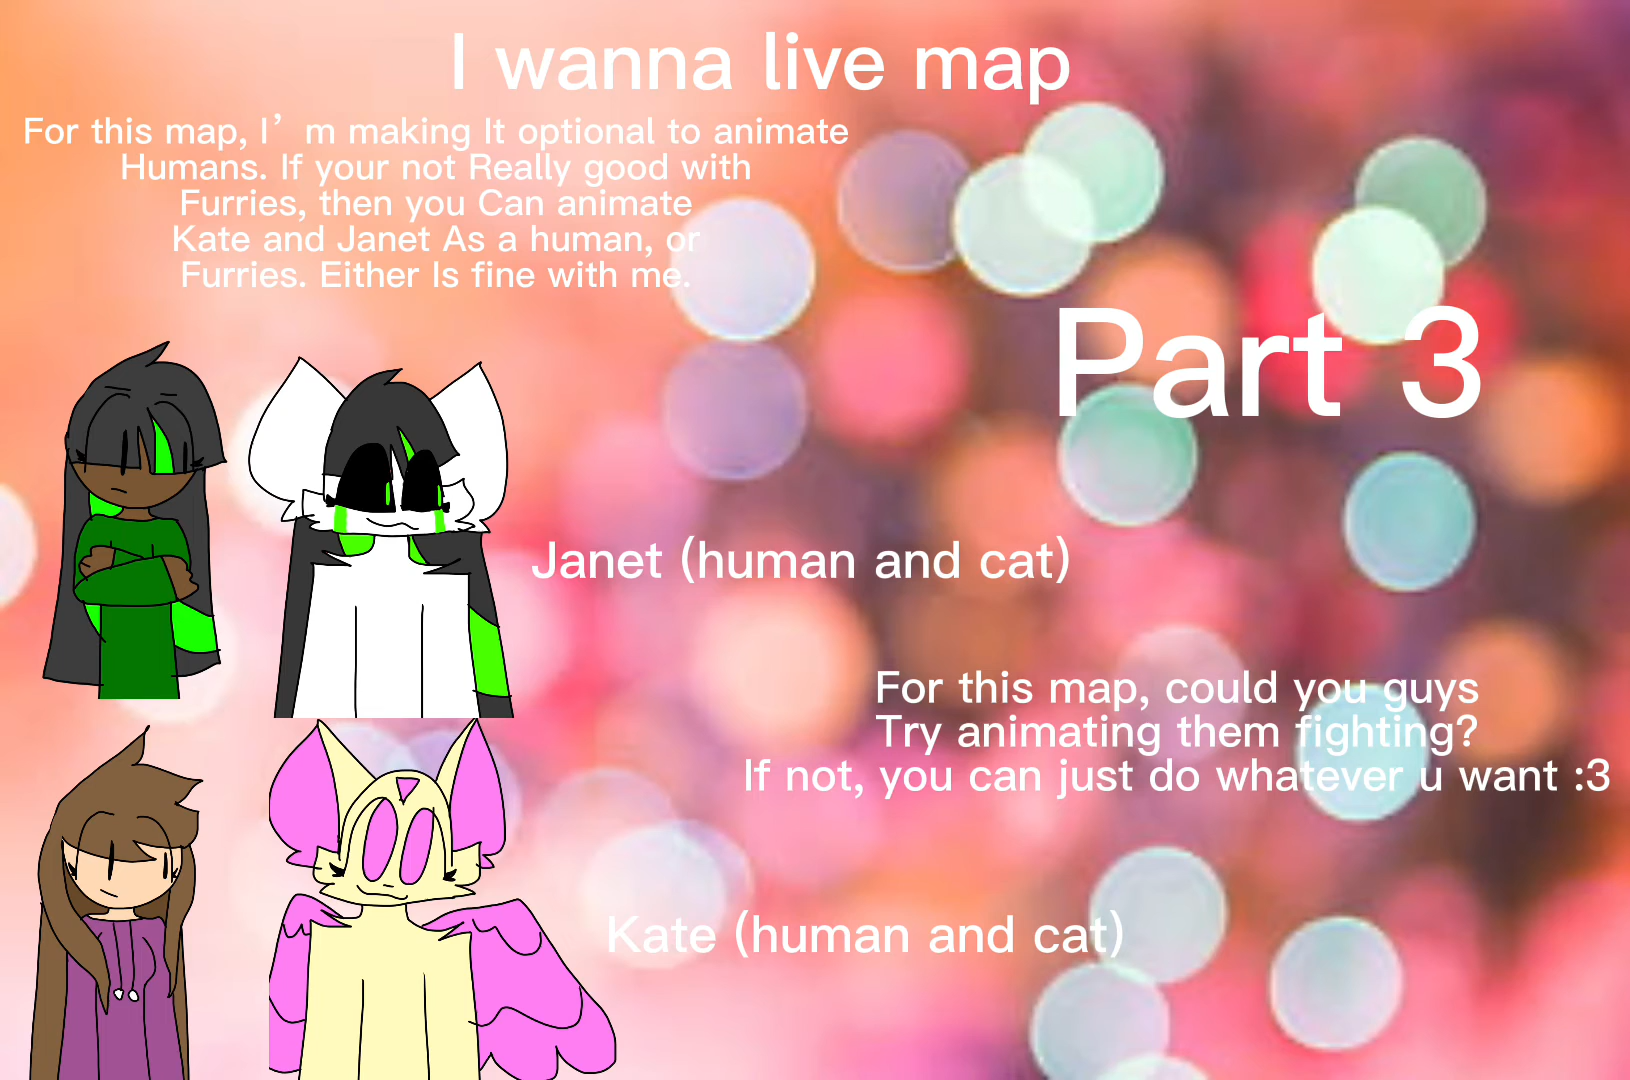 I wanna live map
For this map, I’m making It optional to animate
Humans. If your not Really good with
Furries, then you Can animate
Kate and Janet As a human, or
Furries. Either Is fine with me.
Part 3
Janet (human and cat)
For this map, could you guys
Try animating them fighting?
If not, you can just do whatever u want :3
Kate (human and cat)